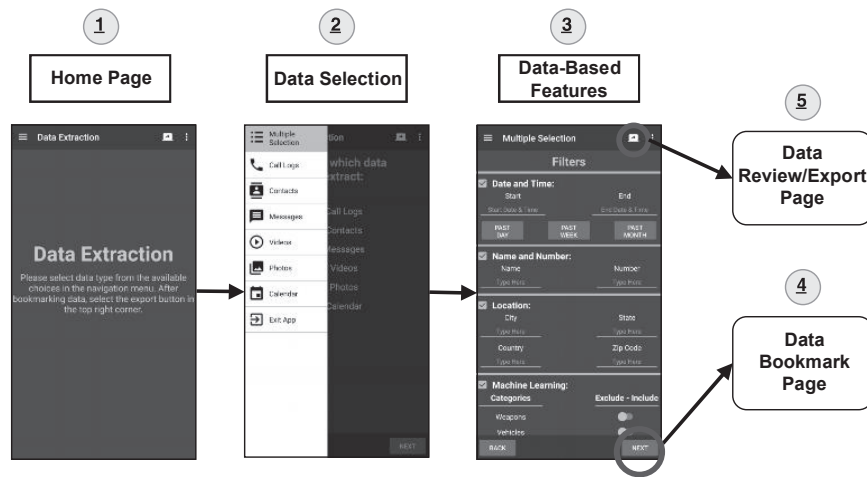 1
Home Page
2
Data Selection
3
Data-Based
Features
5
Data
Review/Export
Page
4
Data
Bookmark
Page
Data Extraction
Data Extraction
Please select data type from the available
choices in the navigation menu. After
bookmarking data, select the export button in
the top right corner.
Multiple
Selection
Call Logs
Contacts
Messages
Videos
Photos
Calendar
Exit App
tion
which data
extract:
Call Logs
Contacts
Messages
Videos
Photos
Calendar
NEXT
Multiple Selection
Filters
Date and Time:
Start End
Start Date & Time End Date & Time
PAST
DAY
PAST
WEEK
PAST
MONTH
Name and Number:
Name Number
Type Here Type Here
Location:
City State
Type Here Type Here
Country Zip Code
Type Here Type Here
Machine Learning:
Categories Exclude - Include
Weapons
Vehicles
BACK NEXT